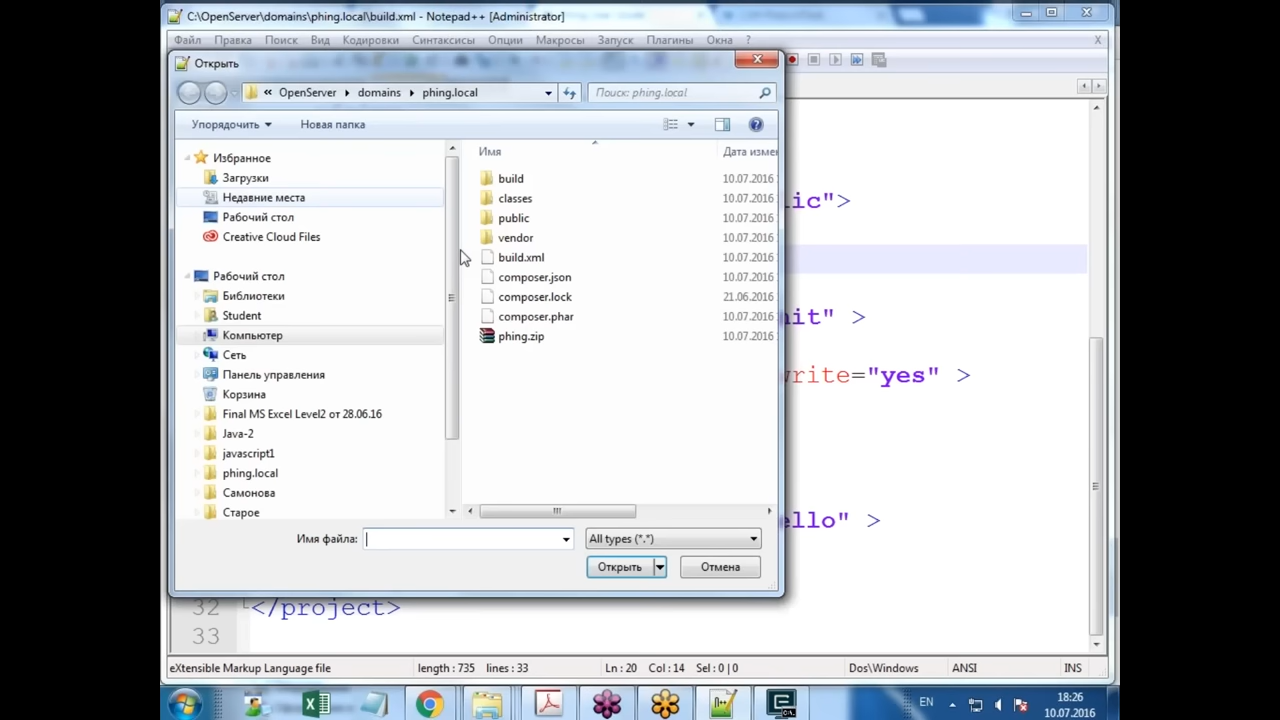 C:\OpenServer\domains\phing.local\build.xml - Notepad++ [Administrator]
Файл Правка Поиск Вид Кодировки Синтаксисы Опции Макросы Запуск Плагины Окна ? X
Открыть
« OpenServer domains phing.local
Поиск: phing.local
Упорядочить Новая папка
Избранное
Загрузки
Недавние места
Рабочий стол
Creative Cloud Files
Рабочий стол
Библиотеки
Student
Компьютер
Сеть
Панель управления
Корзина
Final MS Excel Level2 от 28.06.16
Java-2
javascript1
phing.local
Самонова
Старое
Имя Дата измен
build 10.07.2016
classes 10.07.2016
public 10.07.2016
vendor 10.07.2016
build.xml 10.07.2016
composer.json 10.07.2016
composer.lock 21.06.2016
composer.phar 10.07.2016
phing.zip 10.07.2016
Имя файла: All types (*.*)
Открыть Отмена
lic">
nit" >
write="yes" >
ello" >
32 </project>
33
eXtensible Markup Language file length : 735 lines : 33 Ln : 20 Col : 14 Sel : 0 | 0 Dos\Windows ANSI INS
EN 18:26
10.07.2016